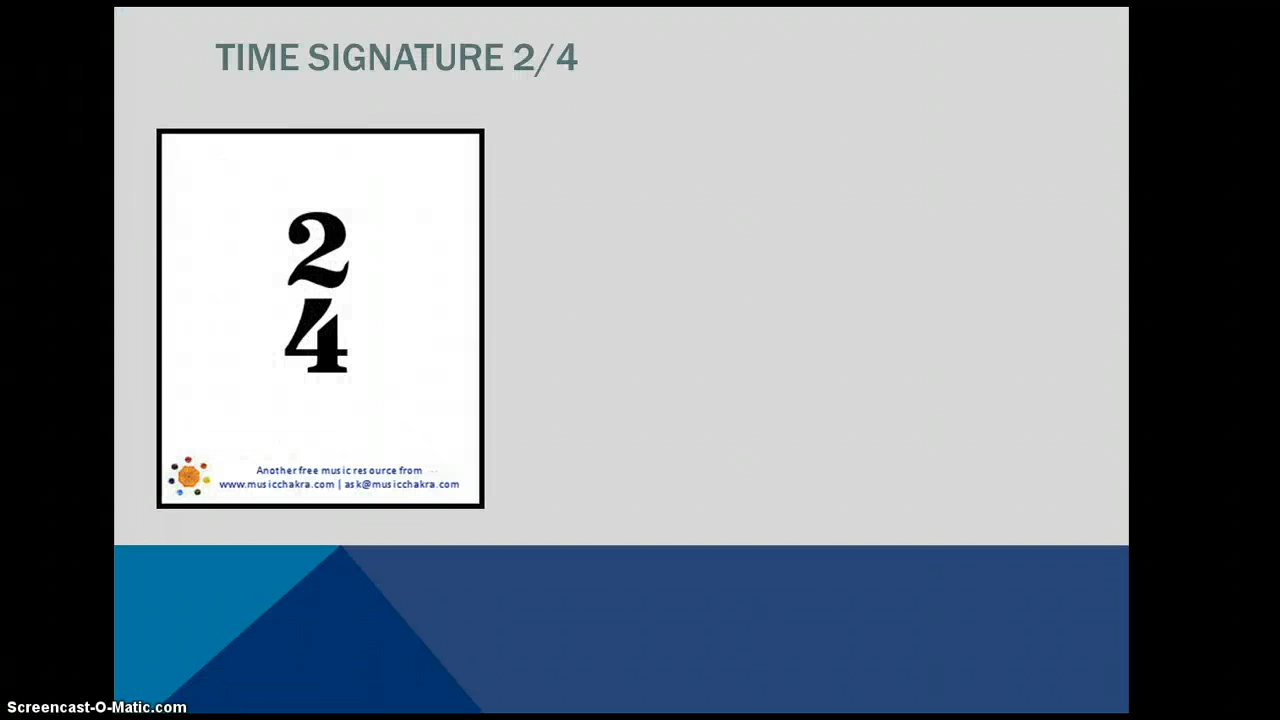 TIME SIGNATURE 2/4
2
4
Another free music resource from
www.musicchakra.com | ask@musicchakra.com
Screencast-O-Matic.com